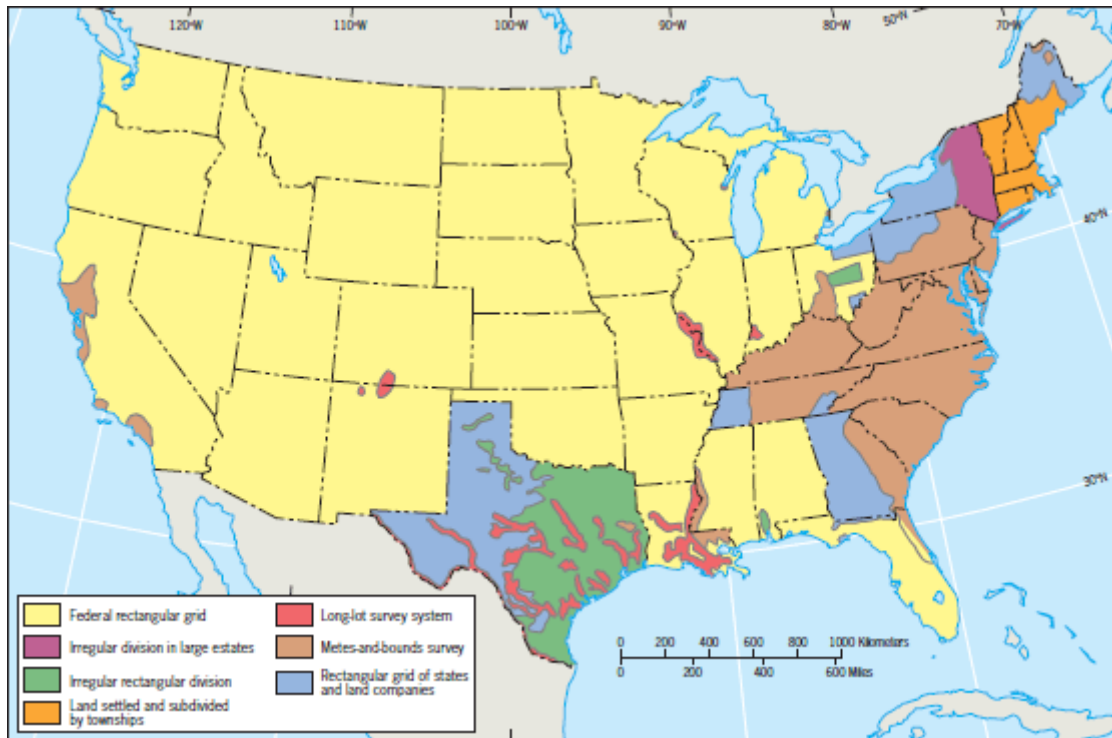 120°W 110°W 100°W 90°W 80°W 50°N 70°W
40°N
30°N
Federal rectangular grid
Irregular division in large estates
Irregular rectangular division
Land settled and subdivided
by townships
Long-lot survey system
Metes-and-bounds survey
Rectangular grid of states
and land companies
0 200 400 600 800 1000 Kilometers
0 200 400 600 Miles